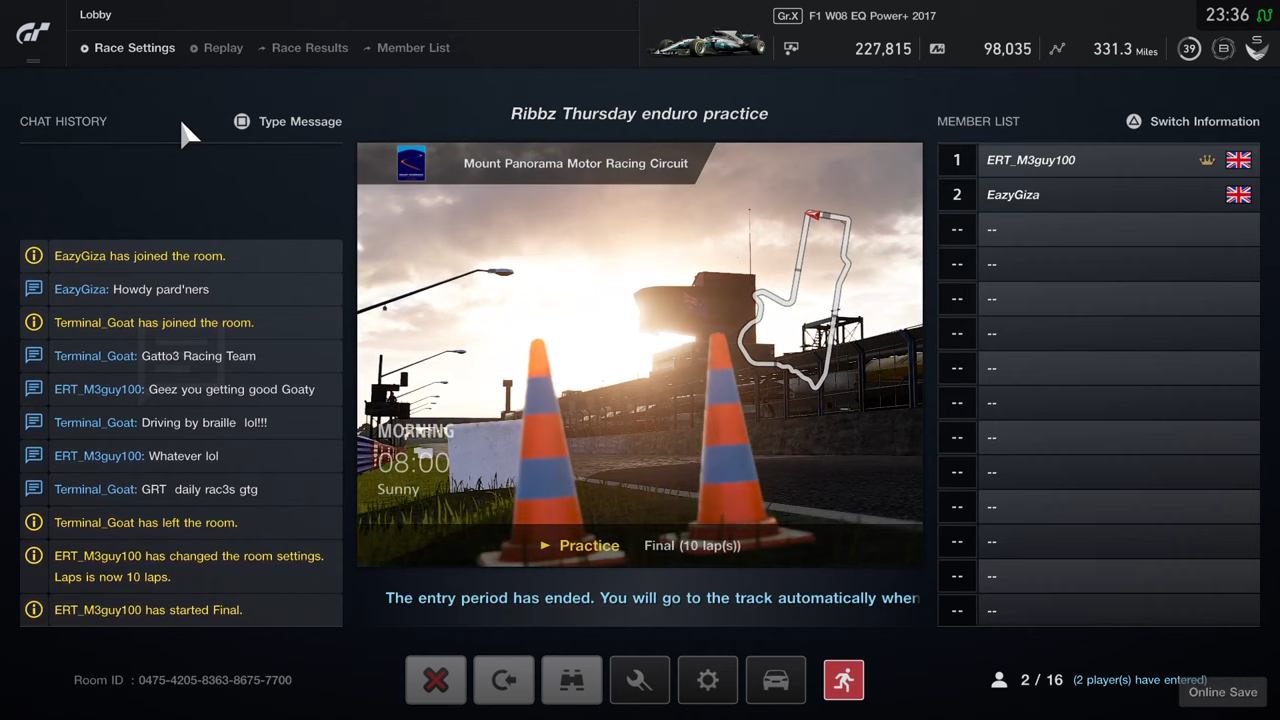 Lobby
Gr.X F1 W08 EQ Power+ 2017
23:36
Race Settings Replay Race Results Member List
227,815 98,035 331.3 Miles 39 B S
CHAT HISTORY Type Message
Ribbz Thursday enduro practice
MEMBER LIST Switch Information
Mount Panorama Motor Racing Circuit
1 ERT_M3guy100
2 EazyGiza
-- --
-- --
-- --
-- --
-- --
-- --
-- --
-- --
-- --
-- --
-- --
-- --
EazyGiza has joined the room.
EazyGiza: Howdy pard'ners
Terminal_Goat has joined the room.
Terminal_Goat: Gatto3 Racing Team
ERT_M3guy100: Geez you getting good Goaty
Terminal_Goat: Driving by braille lol!!!
ERT_M3guy100: Whatever lol
Terminal_Goat: GRT daily rac3s gtg
Terminal_Goat has left the room.
ERT_M3guy100 has changed the room settings.
Laps is now 10 laps.
ERT_M3guy100 has started Final.
MORNING
08:00
Sunny
Practice Final (10 lap(s))
The entry period has ended. You will go to the track automatically when
Room ID : 0475-4205-8363-8675-7700
2 / 16 (2 player(s) have entered)
Online Save